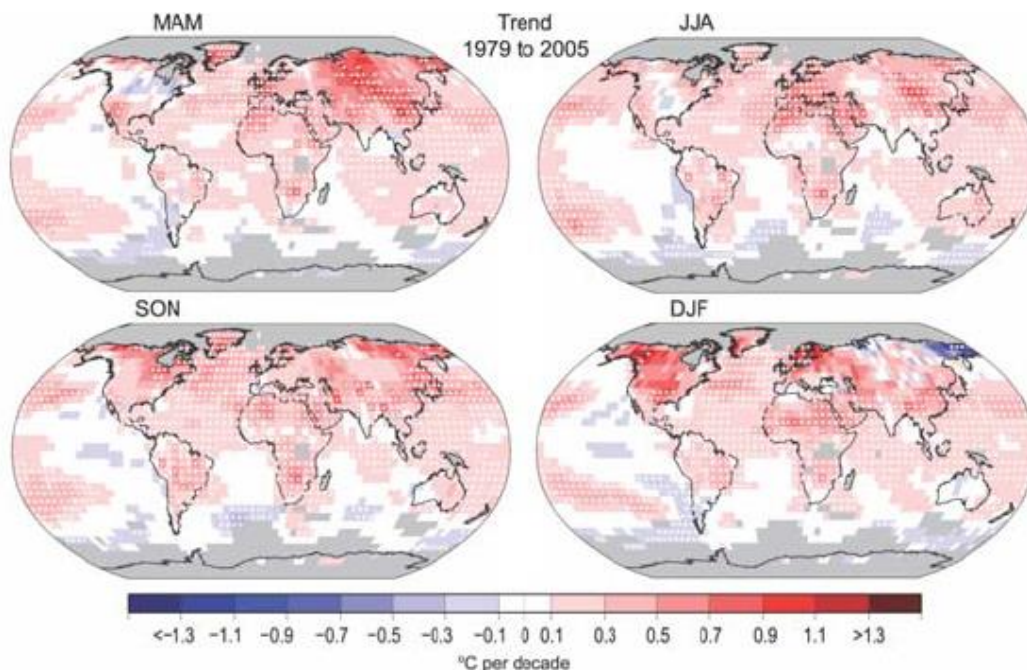 MAM
Trend
1979 to 2005
JJA
SON
DJF
<-1.3 -1.1 -0.9 -0.7 -0.5 -0.3 -0.1 0 0.1 0.3 0.5 0.7 0.9 1.1 >1.3
ºC per decade